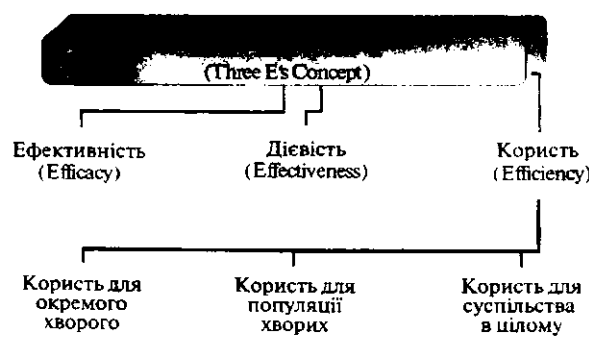 (Three E's Concept)
Ефективність
(Efficacy)
Дієвість
(Effectiveness)
Користь
(Efficiency)
Користь для
окремого
хворого
Користь для
популяції
хворих
Користь для
суспільства
в цілому